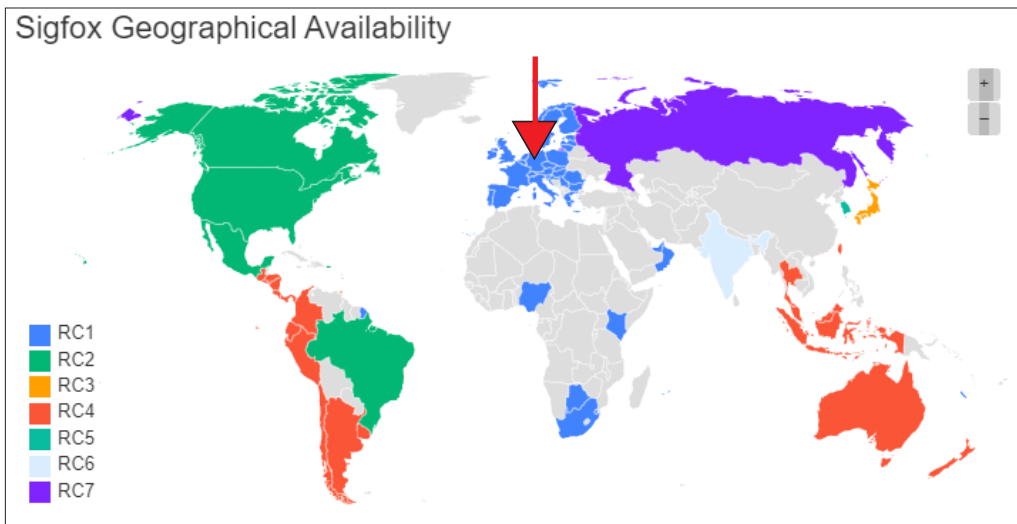 Sigfox Geographical Availability
+
−
RC1
RC2
RC3
RC4
RC5
RC6
RC7